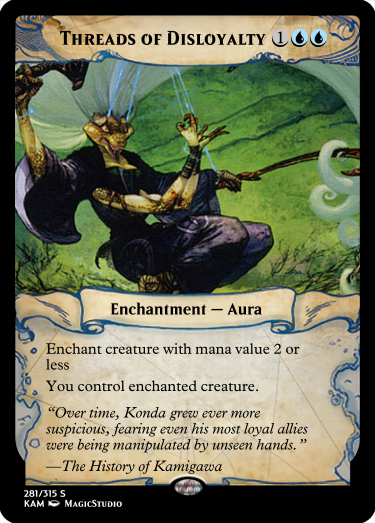 THREADS OF DISLOYALTY 1
Enchantment — Aura
Enchant creature with mana value 2 or
less
You control enchanted creature.
“Over time, Konda grew ever more
suspicious, fearing even his most loyal allies
were being manipulated by unseen hands.”
—The History of Kamigawa
281/315 S
KAM MAGICSTUDIO